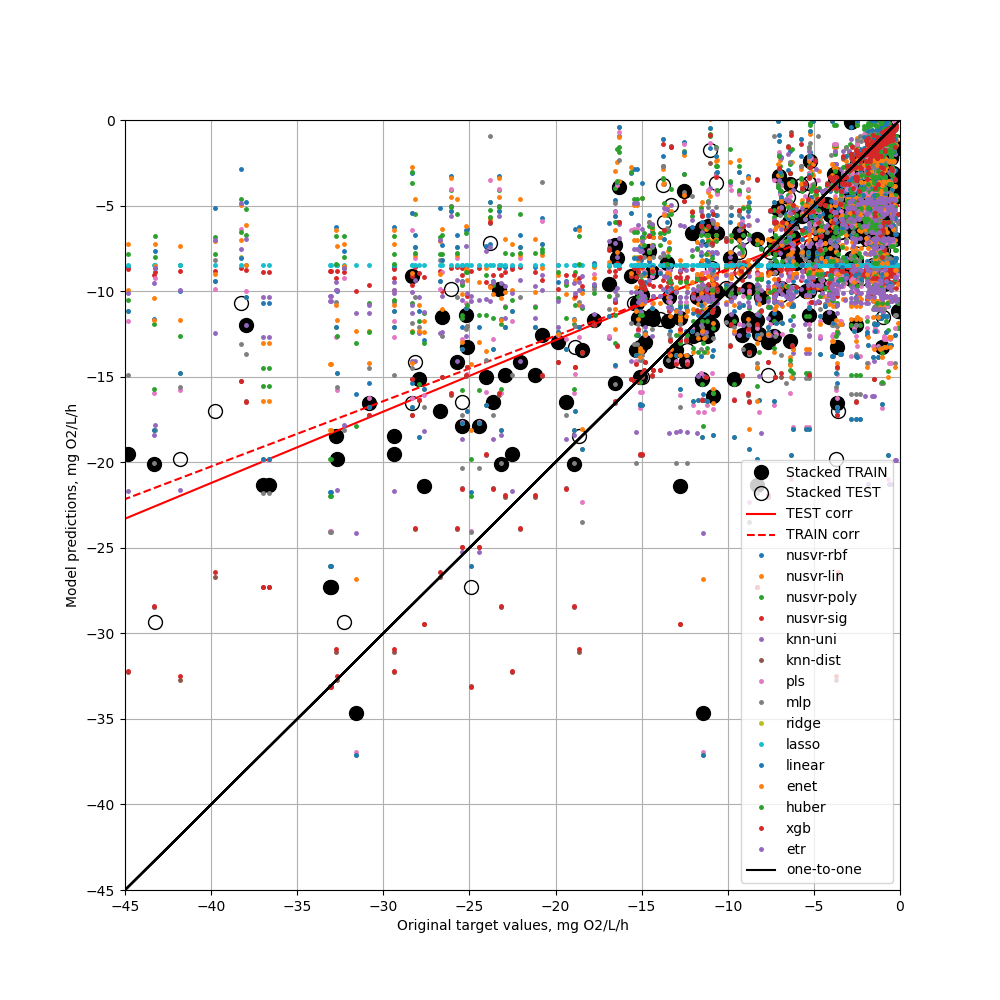 0
−5
−10
−15
−20
−25
−30
−35
−40
−45
−45
−40
−35
−30
−25
−20
−15
−10
−5
0
Model predictions, mg O2/L/h
Original target values, mg O2/L/h
Stacked TRAIN
Stacked TEST
TEST corr
TRAIN corr
nusvr-rbf
nusvr-lin
nusvr-poly
nusvr-sig
knn-uni
knn-dist
pls
mlp
ridge
lasso
linear
enet
huber
xgb
etr
one-to-one